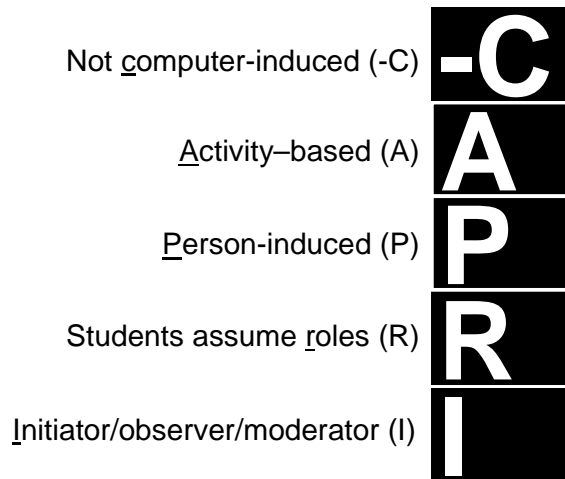 Not computer-induced (-C) -C
Activity–based (A) A
Person-induced (P) P
Students assume roles (R) R
Initiator/observer/moderator (I) I